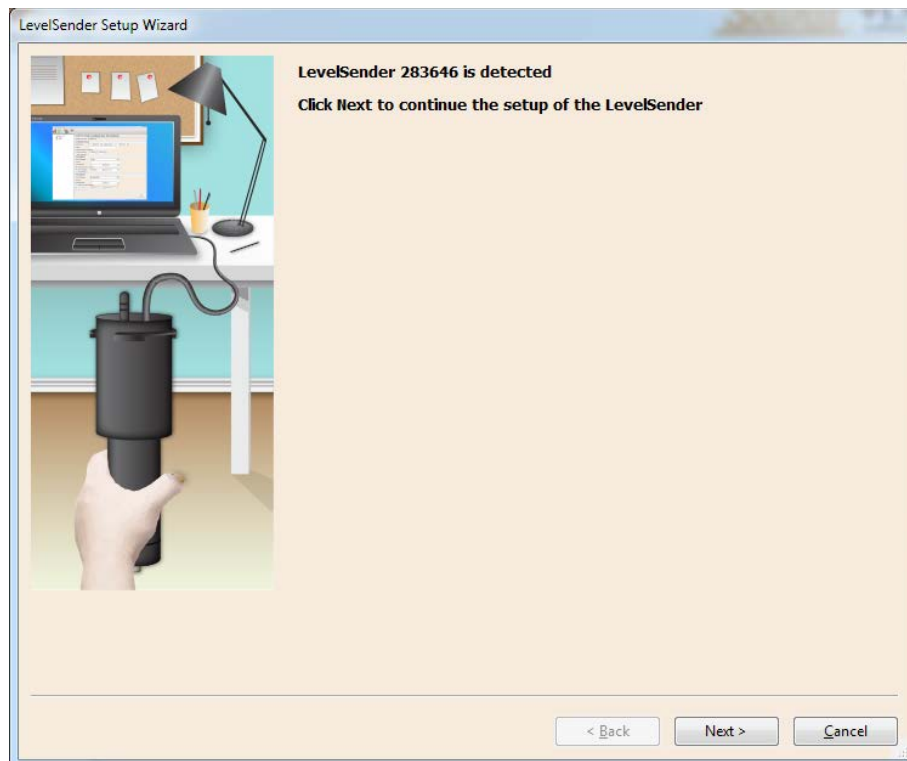 LevelSender Setup Wizard
LevelSender 283646 is detected
Click Next to continue the setup of the LevelSender
< Back
Next >
Cancel